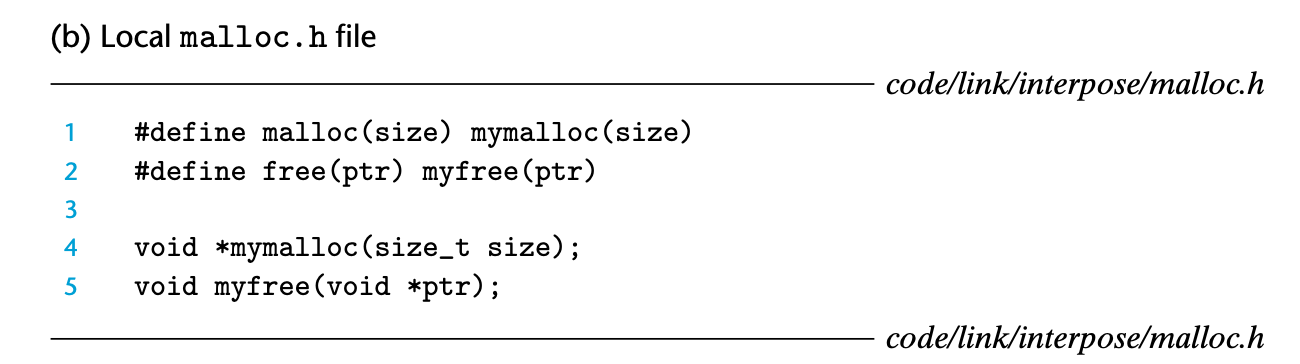 (b) Local malloc.h file
code/link/interpose/malloc.h
1 #define malloc(size) mymalloc(size)
2 #define free(ptr) myfree(ptr)
3
4 void *mymalloc(size_t size);
5 void myfree(void *ptr);
code/link/interpose/malloc.h